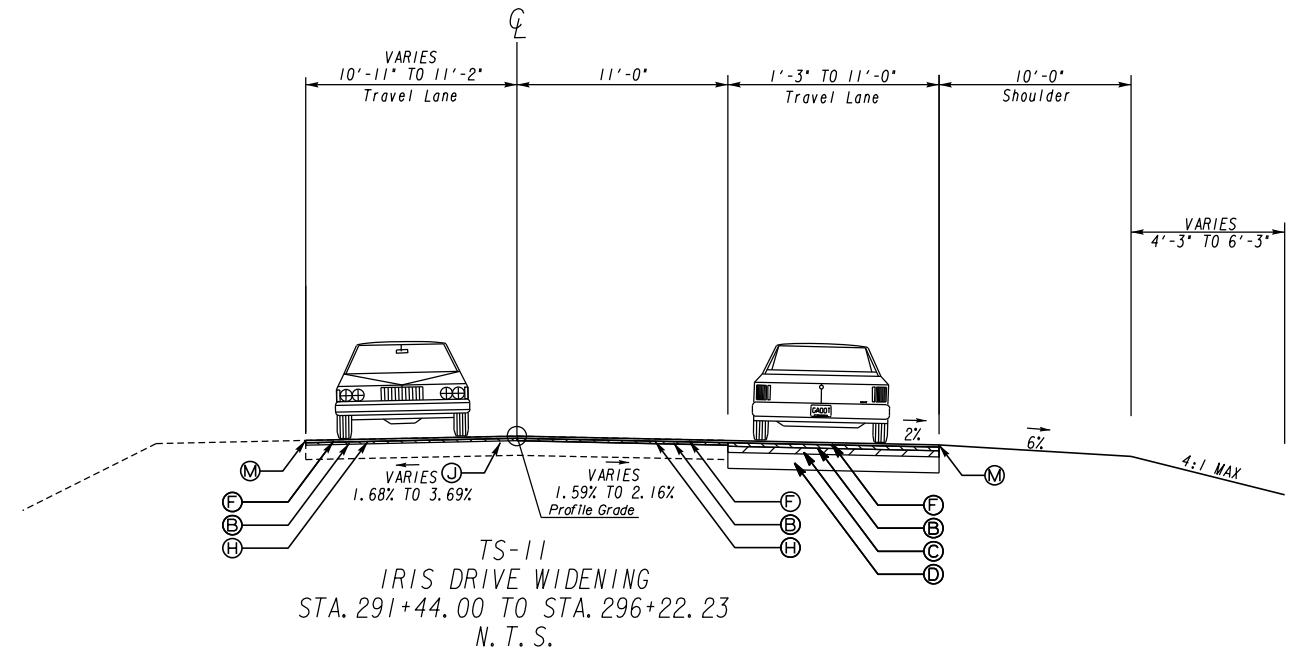 ℄
VARIES
10'-11" TO 11'-2"
Travel Lane
11'-0"
1'-3" TO 11'-0"
Travel Lane
10'-0"
Shoulder
VARIES
4'-3" TO 6'-3"
GADOT
2%
6%
4:1 MAX
M
VARIES
1.68% TO 3.69%
J
VARIES
1.59% TO 2.16%
Profile Grade
M
F
B
H
F
B
H
F
B
C
D
TS-11
IRIS DRIVE WIDENING
STA. 291+44.00 TO STA. 296+22.23
N.T.S.